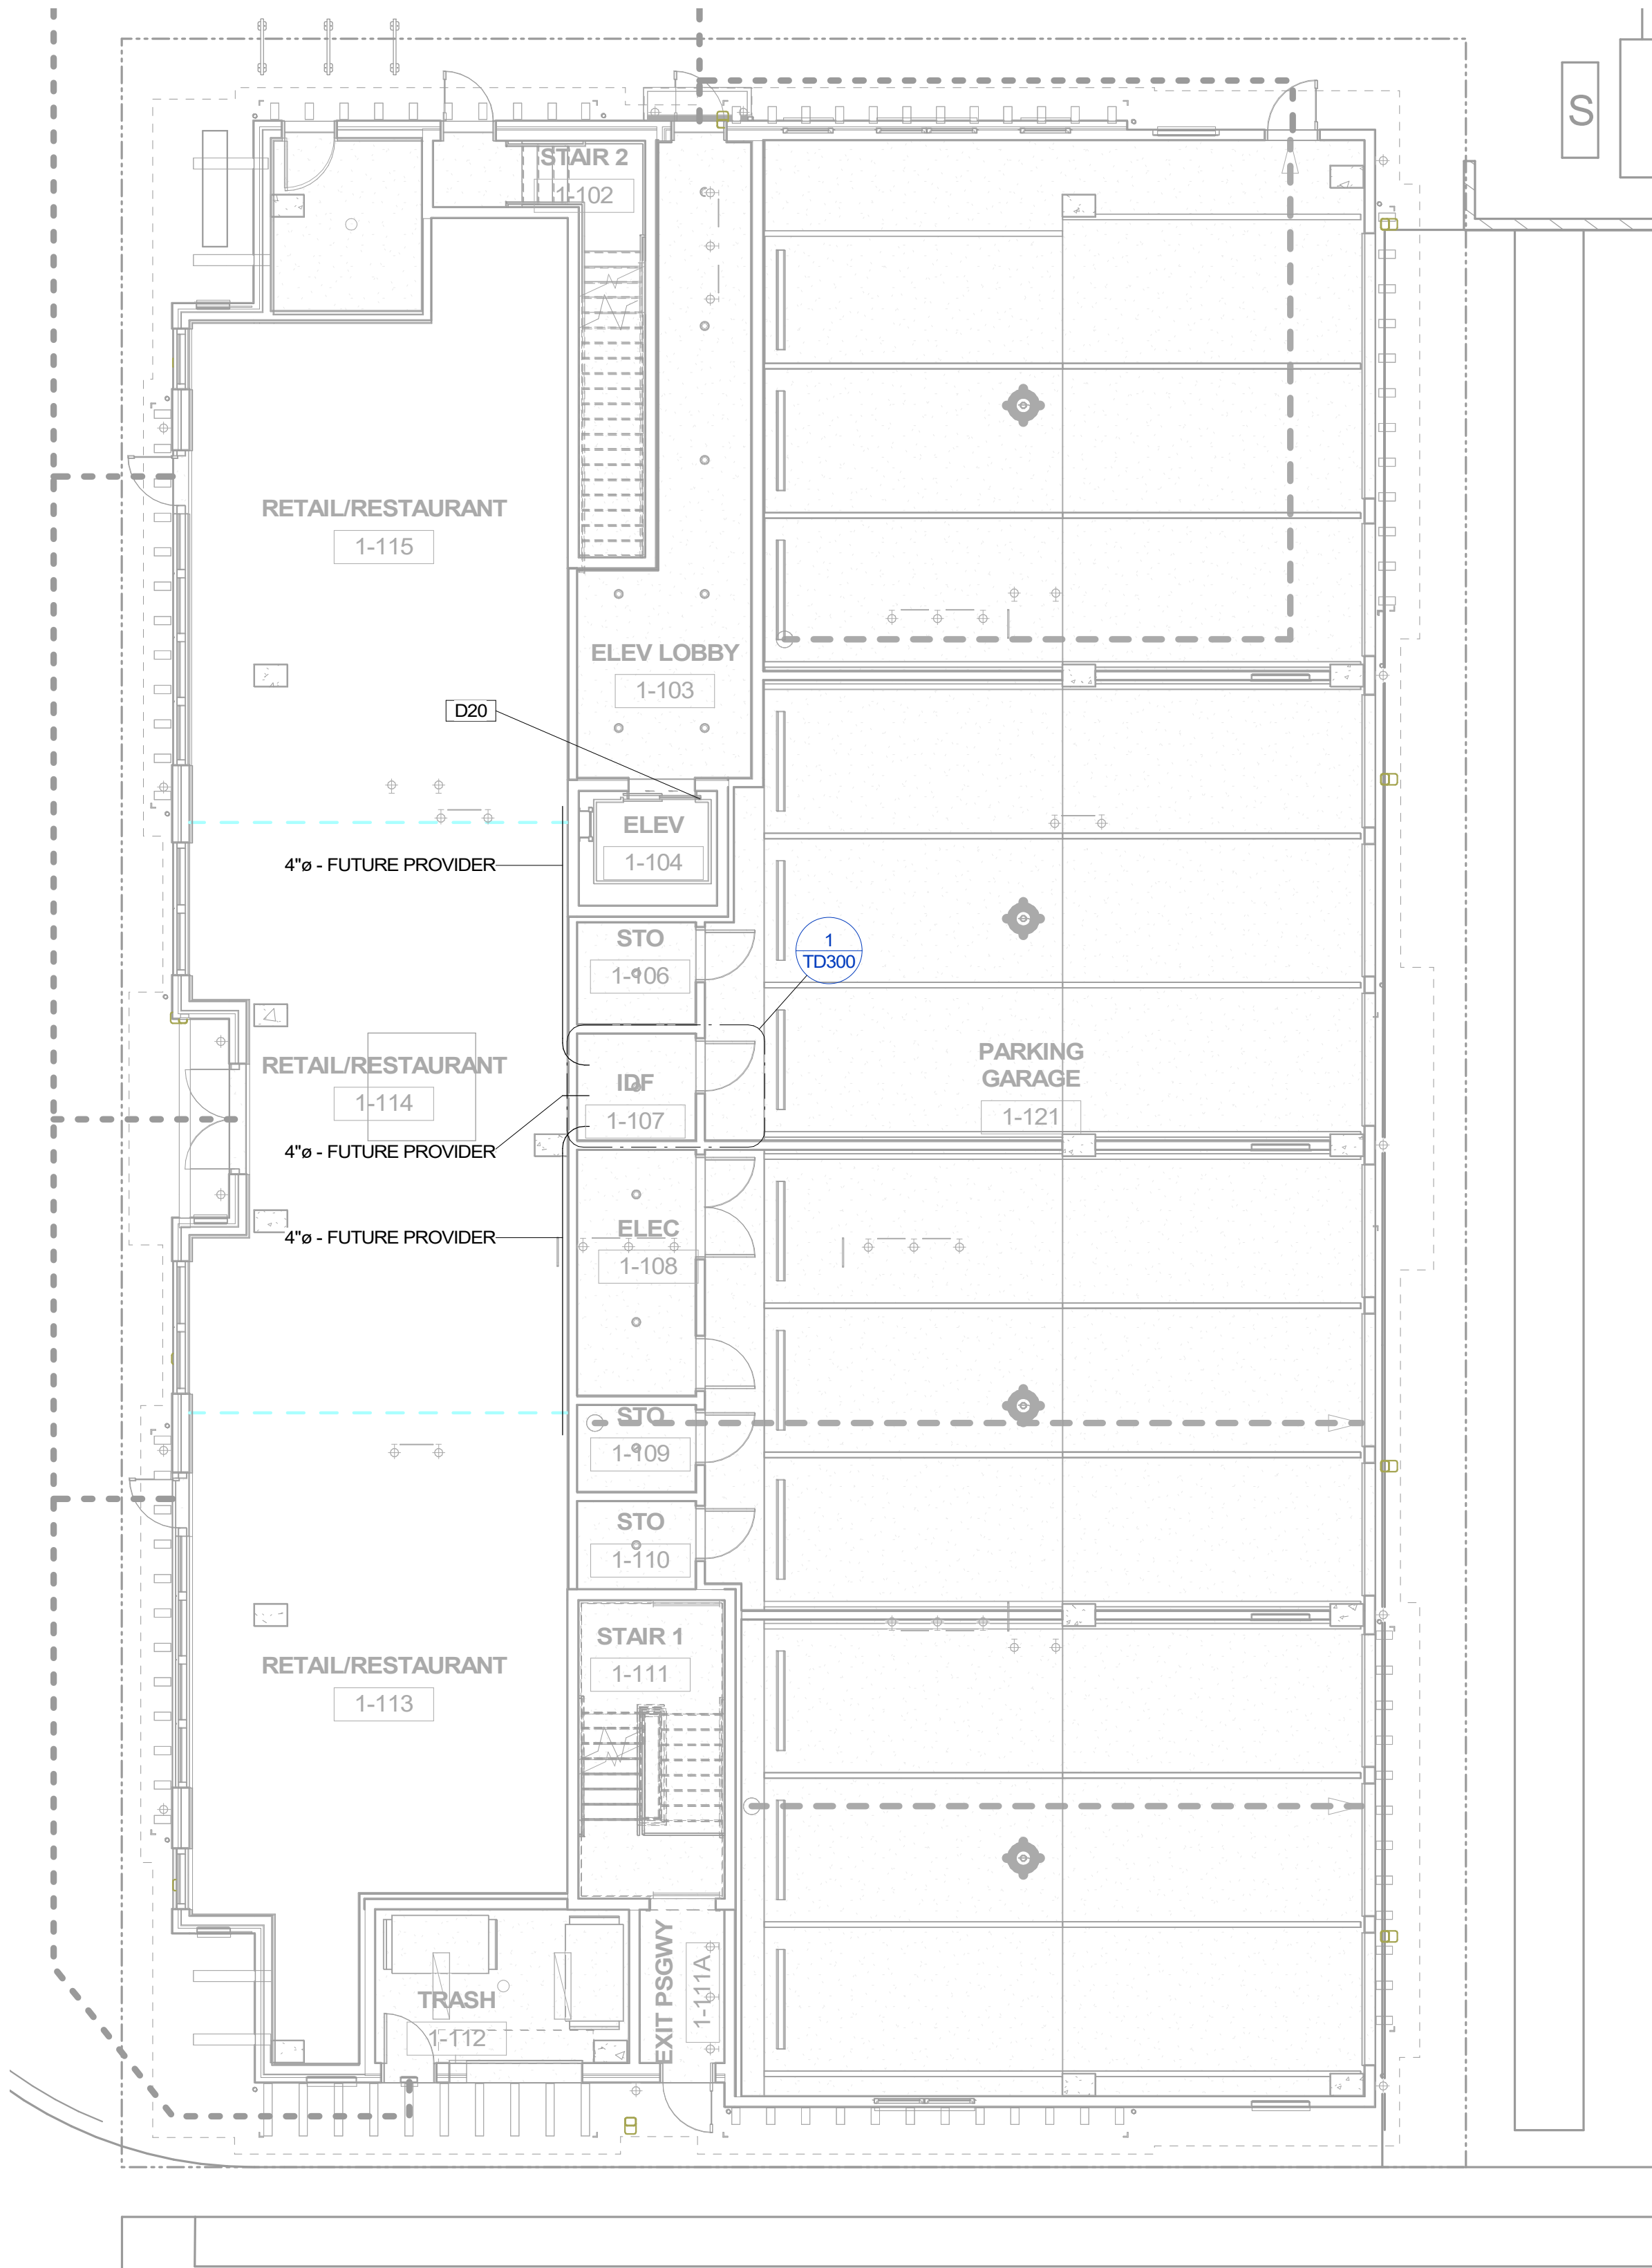 S
STAIR 2
1-102
RETAIL/RESTAURANT
1-115
ELEV LOBBY
1-103
D20
ELEV
1-104
4"ø - FUTURE PROVIDER
STO
1-106
1
TD300
RETAIL/RESTAURANT
1-114
IDF
1-107
PARKING
GARAGE
1-121
4"ø - FUTURE PROVIDER
4"ø - FUTURE PROVIDER
ELEC
1-108
STO
1-109
STO
1-110
STAIR 1
1-111
RETAIL/RESTAURANT
1-113
TRASH
1-112
EXIT PSGWY
1-111A